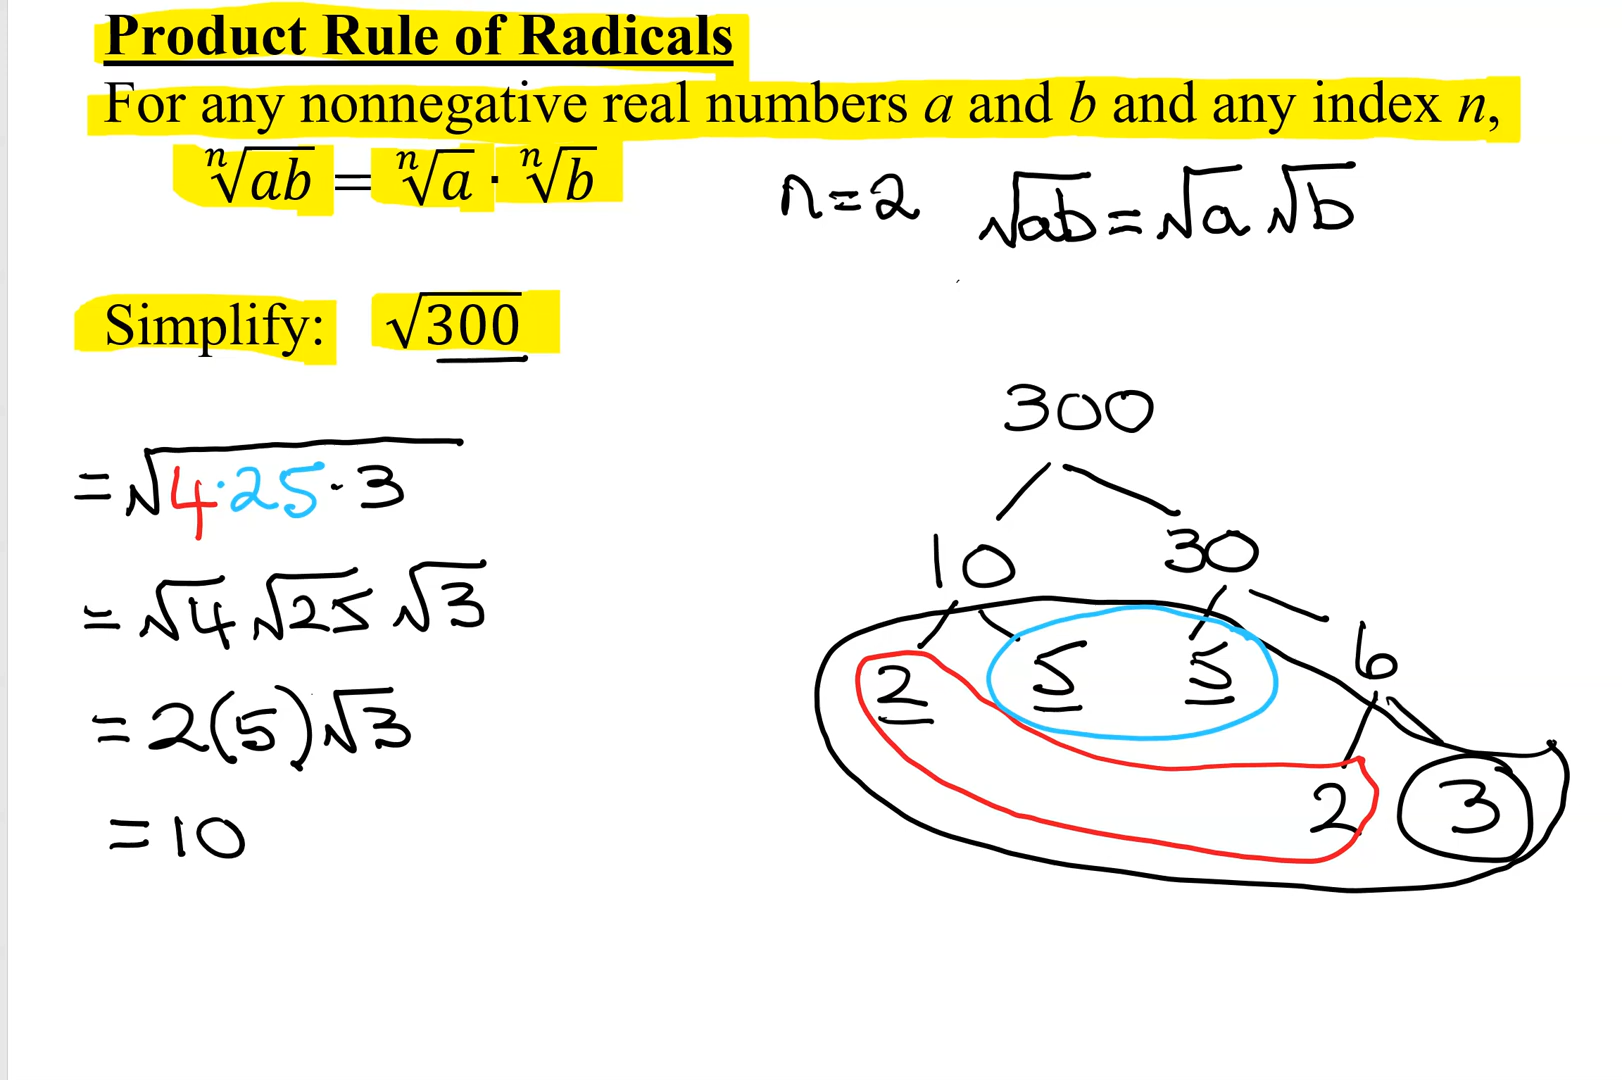 Product Rule of Radicals
For any nonnegative real numbers a and b and any index n,
ⁿ√ab = ⁿ√a · ⁿ√b
n=2 √ab = √a √b
Simplify: √300
= √4·25·3
= √4 √25 √3
= 2(5)√3
= 10
300
10 30
2 5 5 6
2 3